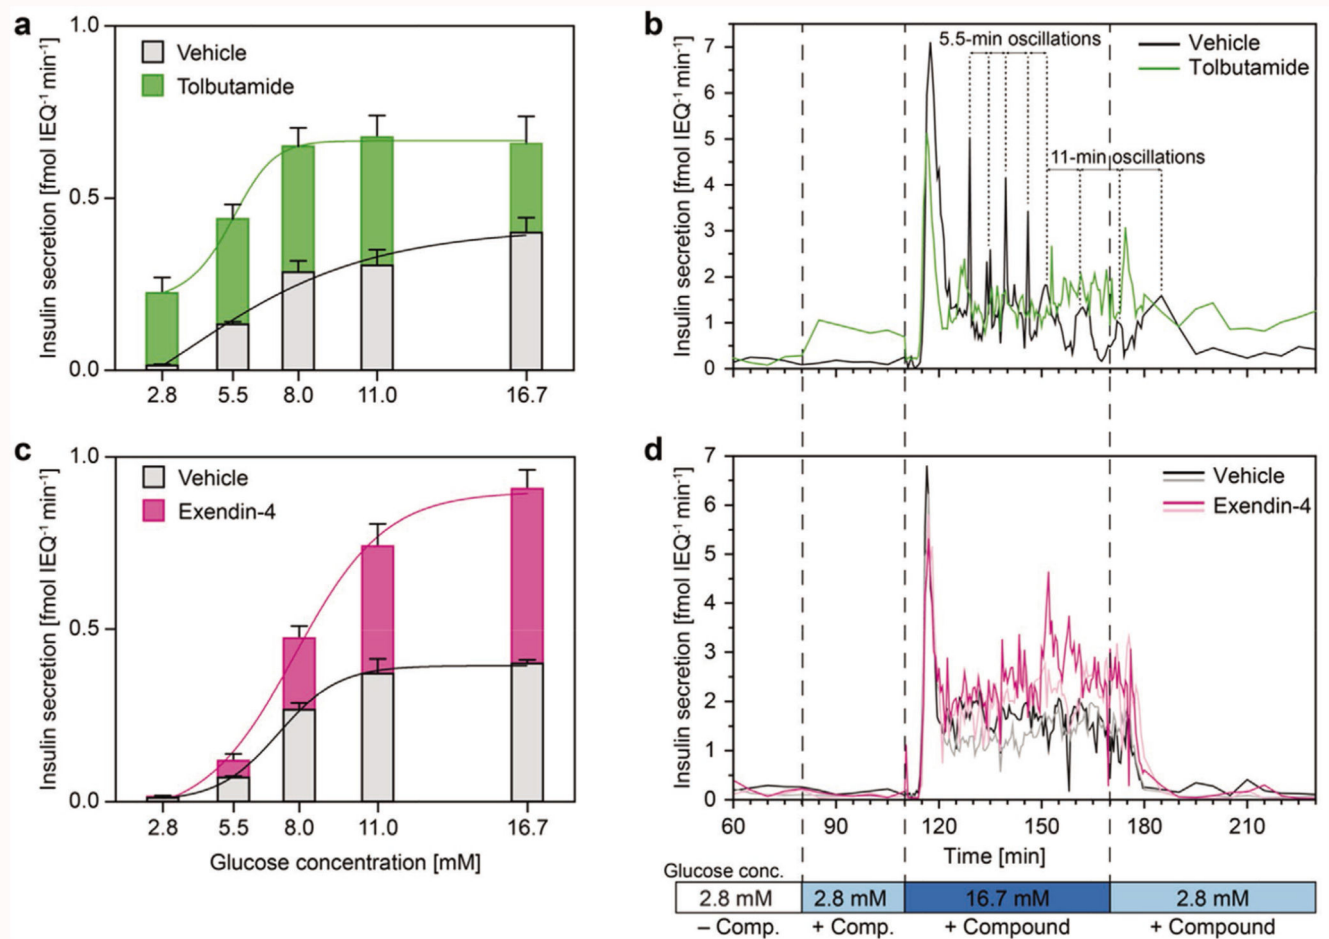 a
1.0
Vehicle
Tolbutamide
Insulin secretion [fmol IEQ⁻¹ min⁻¹]
0.5
0.0
2.8 5.5 8.0 11.0 16.7
b
7
6
5
4
3
2
1
0
Insulin secretion [fmol IEQ⁻¹ min⁻¹]
5.5-min oscillations
Vehicle
Tolbutamide
11-min oscillations
c
1.0
Vehicle
Exendin-4
Insulin secretion [fmol IEQ⁻¹ min⁻¹]
0.5
0.0
2.8 5.5 8.0 11.0 16.7
Glucose concentration [mM]
d
7
6
5
4
3
2
1
0
Insulin secretion [fmol IEQ⁻¹ min⁻¹]
Vehicle
Exendin-4
60 90 120 150 180 210
Time [min]
Glucose conc.
2.8 mM 2.8 mM 16.7 mM 2.8 mM
– Comp. + Comp. + Compound + Compound